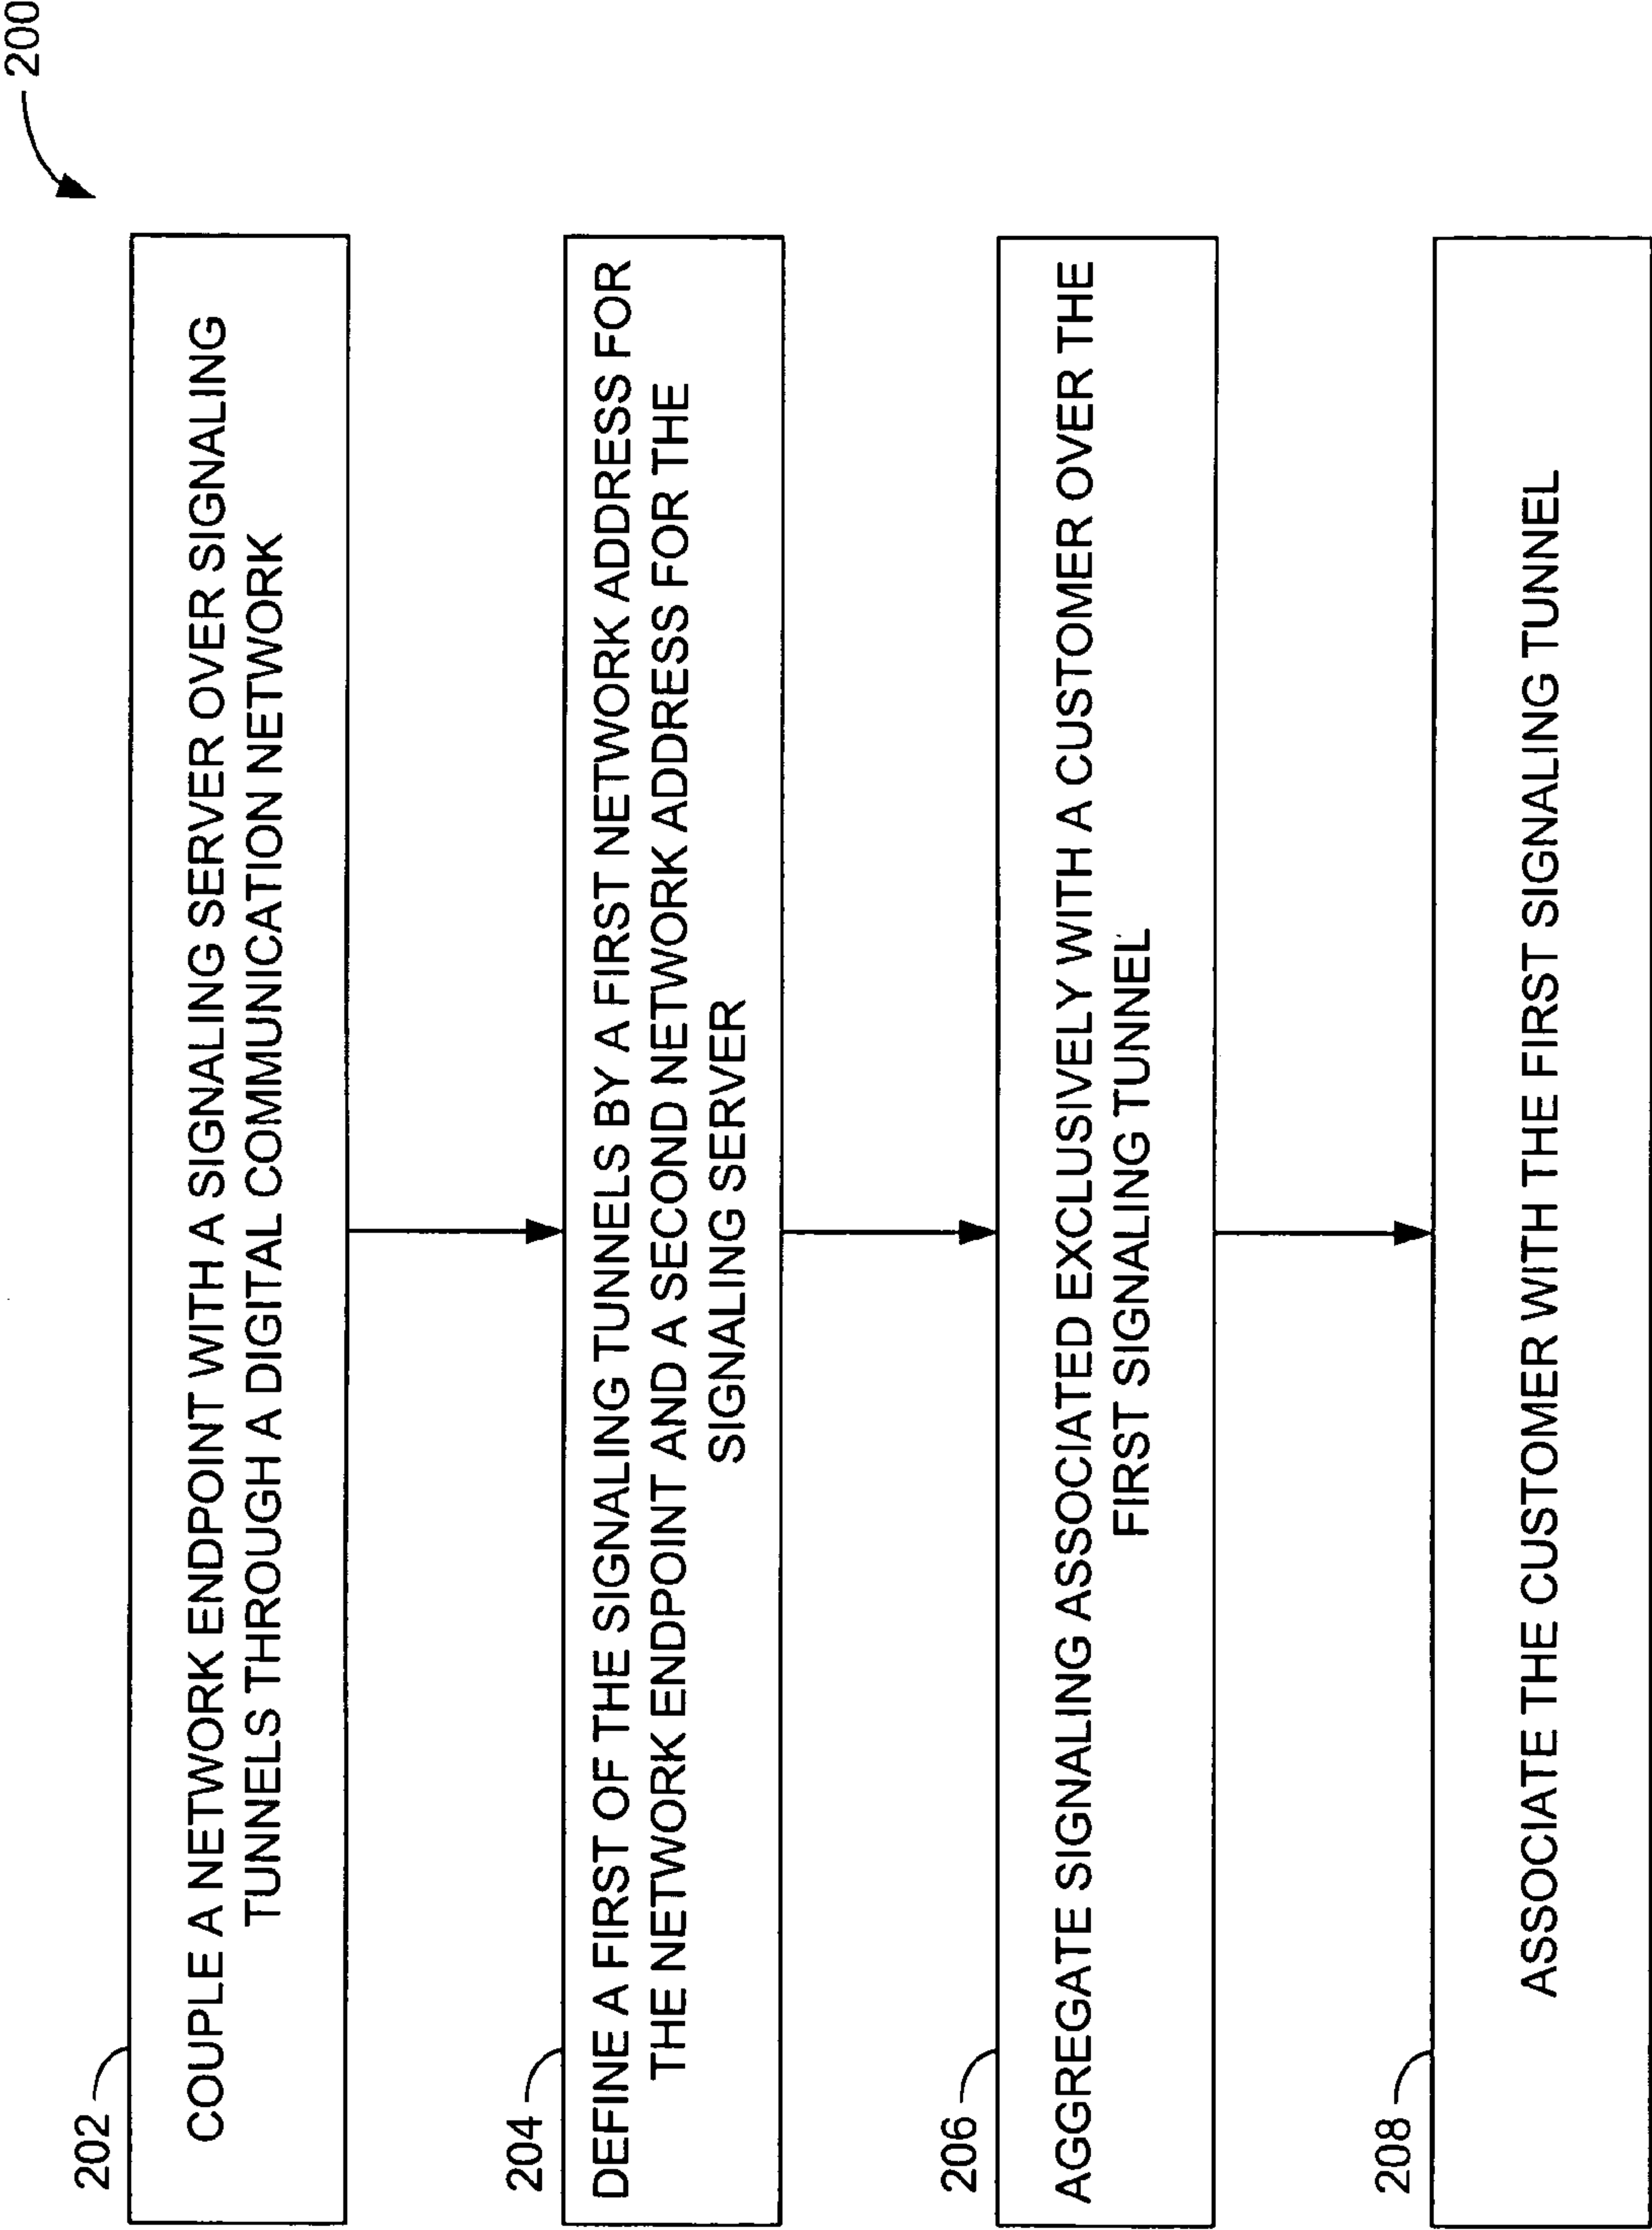 200
202
COUPLE A NETWORK ENDPOINT WITH A SIGNALING SERVER OVER SIGNALING
TUNNELS THROUGH A DIGITAL COMMUNICATION NETWORK
204
DEFINE A FIRST OF THE SIGNALING TUNNELS BY A FIRST NETWORK ADDRESS FOR
THE NETWORK ENDPOINT AND A SECOND NETWORK ADDRESS FOR THE
SIGNALING SERVER
206
AGGREGATE SIGNALING ASSOCIATED EXCLUSIVELY WITH A CUSTOMER OVER THE
FIRST SIGNALING TUNNEL
208
ASSOCIATE THE CUSTOMER WITH THE FIRST SIGNALING TUNNEL